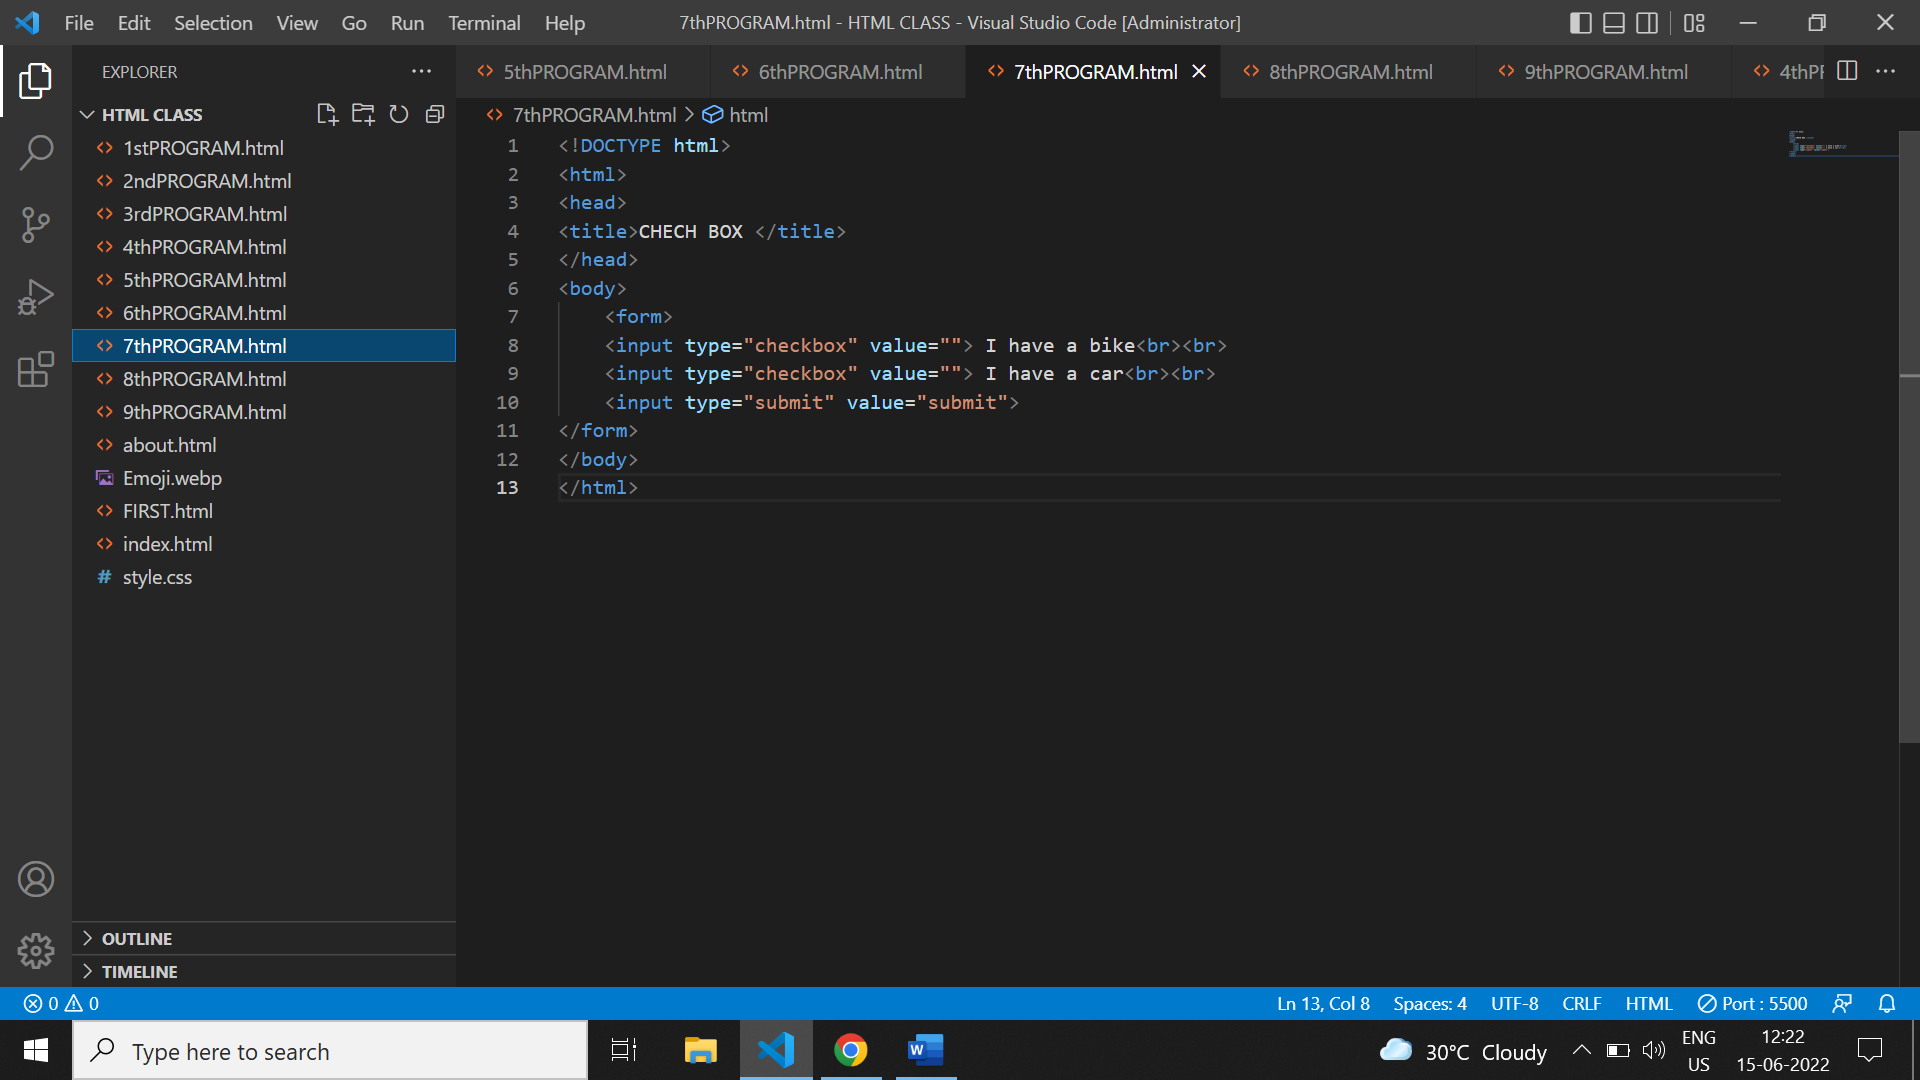 File Edit Selection View Go Run Terminal Help 7thPROGRAM.html - HTML CLASS - Visual Studio Code [Administrator]
EXPLORER
HTML CLASS
1stPROGRAM.html
2ndPROGRAM.html
3rdPROGRAM.html
4thPROGRAM.html
5thPROGRAM.html
6thPROGRAM.html
7thPROGRAM.html
8thPROGRAM.html
9thPROGRAM.html
about.html
Emoji.webp
FIRST.html
index.html
# style.css
OUTLINE
TIMELINE
5thPROGRAM.html 6thPROGRAM.html 7thPROGRAM.html 8thPROGRAM.html 9thPROGRAM.html 4thP
7thPROGRAM.html > html
1 <!DOCTYPE html>
2 <html>
3 <head>
4 <title>CHECH BOX </title>
5 </head>
6 <body>
7 <form>
8 <input type="checkbox" value=""> I have a bike<br><br>
9 <input type="checkbox" value=""> I have a car<br><br>
10 <input type="submit" value="submit">
11 </form>
12 </body>
13 </html>
0 0 Ln 13, Col 8 Spaces: 4 UTF-8 CRLF HTML Port : 5500
Type here to search W 30°C Cloudy
ENG
US
12:22
15-06-2022